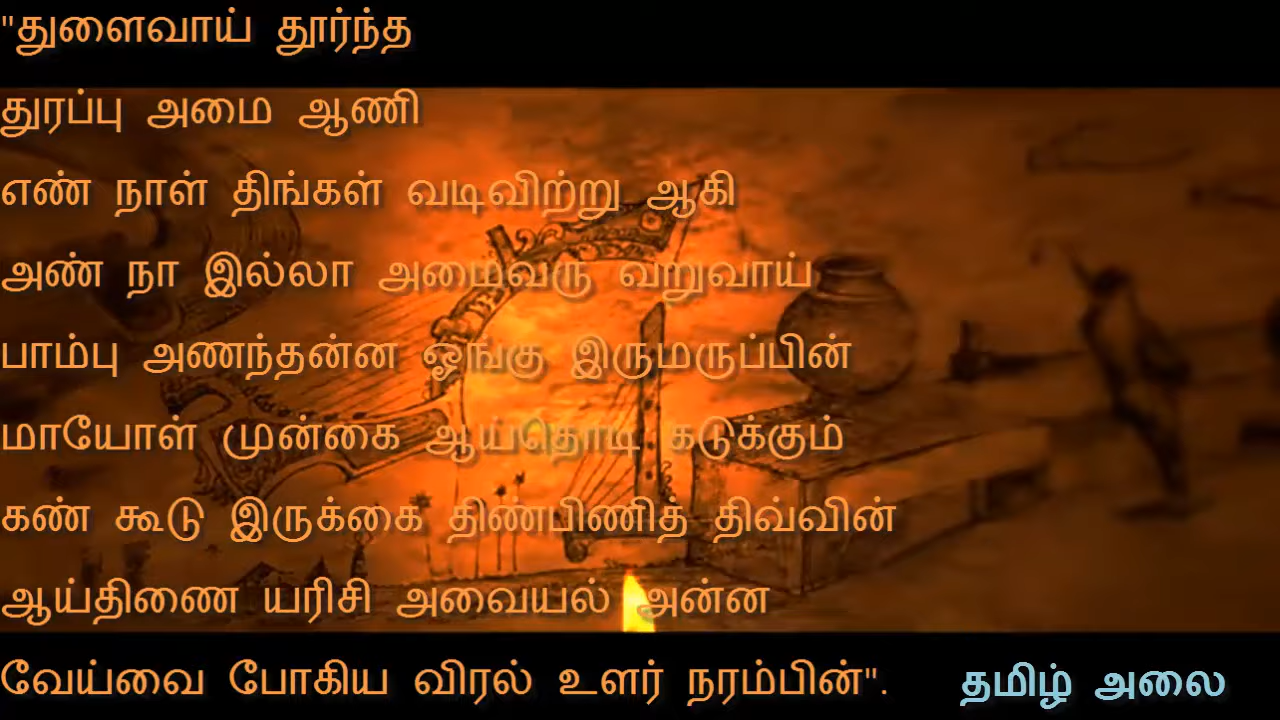 "துளைவாய் தூர்ந்த
துரப்பு அமை ஆணி
எண் நாள் திங்கள் வடிவிற்று ஆகி
அண் நா இல்லா அமைவரு வறுவாய்
பாம்பு அணந்தன்ன ஓங்கு இருமருப்பின்
மாயோள் முன்கை ஆய்தொடி கடுக்கும்
கண் கூடு இருக்கை திண்பிணித் திவ்வின்
ஆய்திணை யரிசி அவையல் அன்ன
வேய்வை போகிய விரல் உளர் நரம்பின்".
தமிழ் அலை